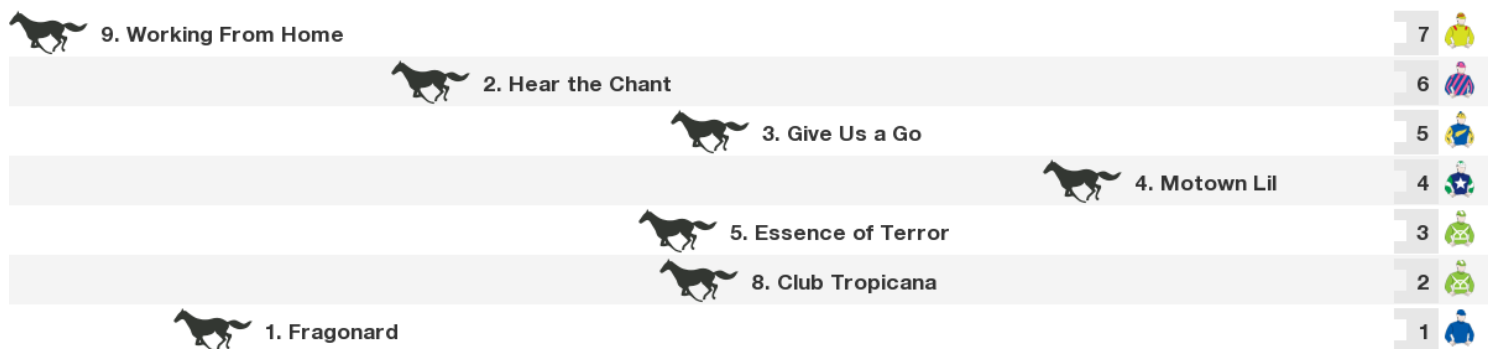 9. Working From Home 7
2. Hear the Chant 6
3. Give Us a Go 5
4. Motown Lil 4
5. Essence of Terror 3
8. Club Tropicana 2
1. Fragonard 1